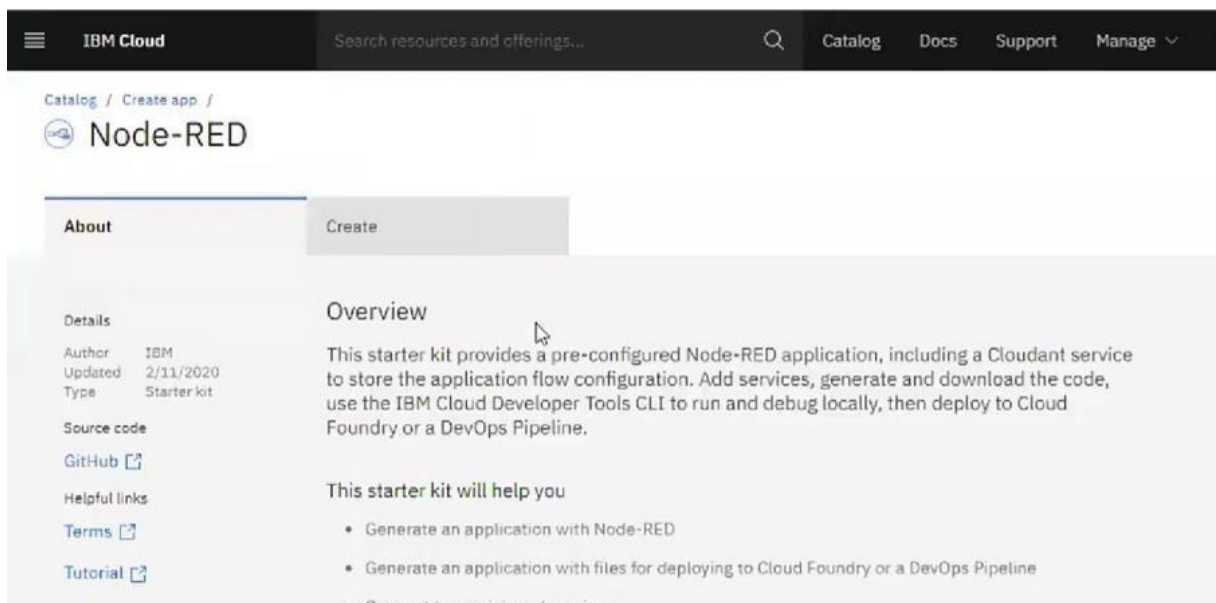 IBM Cloud
Search resources and offerings...
Catalog
Docs
Support
Manage
Catalog / Create app /
Node-RED
About
Create
Details
Author IBM
Updated 2/11/2020
Type Starter kit
Source code
GitHub
Helpful links
Terms
Tutorial
Overview
This starter kit provides a pre-configured Node-RED application, including a Cloudant service
to store the application flow configuration. Add services, generate and download the code,
use the IBM Cloud Developer Tools CLI to run and debug locally, then deploy to Cloud
Foundry or a DevOps Pipeline.
This starter kit will help you
• Generate an application with Node-RED
• Generate an application with files for deploying to Cloud Foundry or a DevOps Pipeline